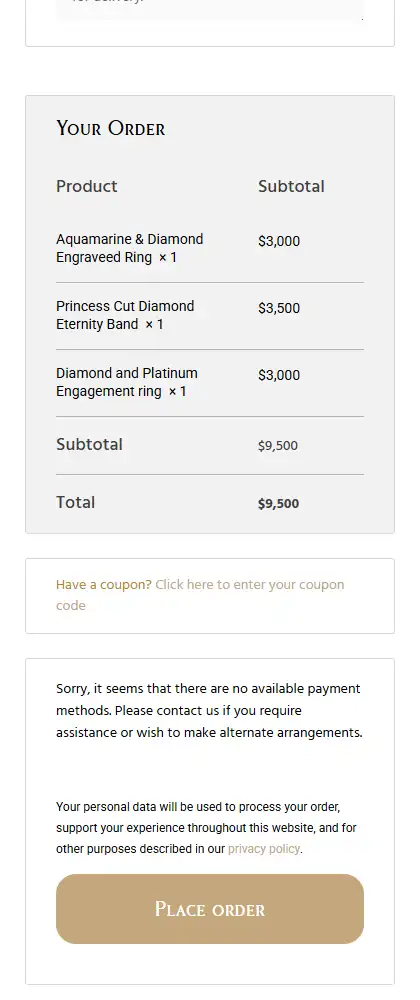 Your Order
Product Subtotal
Aquamarine & Diamond
Engraveed Ring × 1 $3,000
Princess Cut Diamond
Eternity Band × 1 $3,500
Diamond and Platinum
Engagement ring × 1 $3,000
Subtotal $9,500
Total $9,500
Have a coupon? Click here to enter your coupon
code
Sorry, it seems that there are no available payment
methods. Please contact us if you require
assistance or wish to make alternate arrangements.
Your personal data will be used to process your order,
support your experience throughout this website, and for
other purposes described in our privacy policy.
Place order